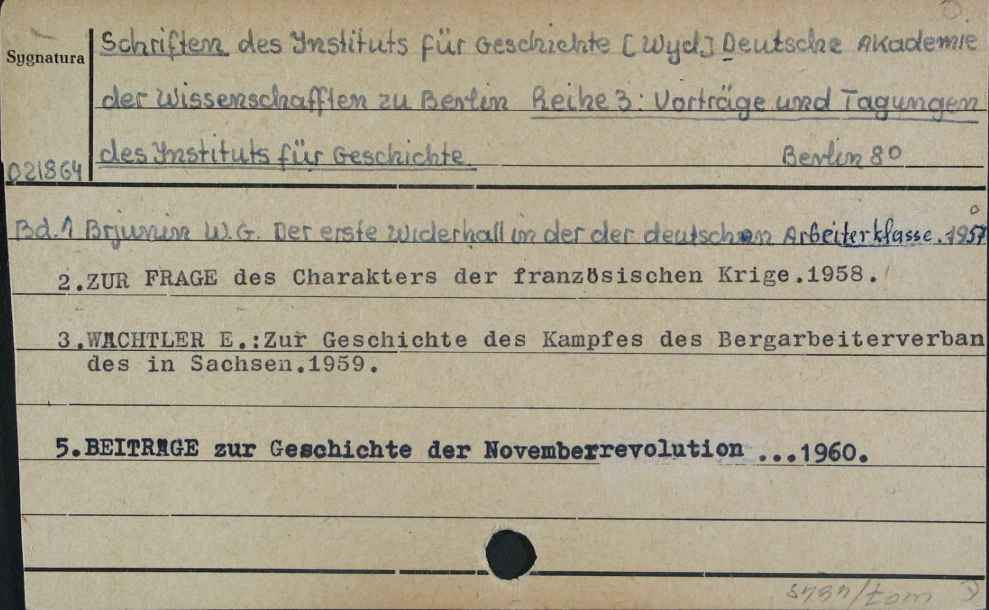 Schriften des Instituts für Geschichte [Wyd] Deutsche Akademie
Sygnatura
der Wissenschafften zu Berlin Reihe 3: Vorträge und Tagungen
des Instituts für Geschichte Berlin 80
021864
Bd.1 Brjunin W.G. Der erste Widerhall in der der deutschen Arbeiterklasse.1957
2.ZUR FRAGE des Charakters der französischen Krige.1958.
3.WACHTLER E.:Zur Geschichte des Kampfes des Bergarbeiterverban
des in Sachsen.1959.
5.BEITRAGE zur Geschichte der Novemberrevolution ...1960.